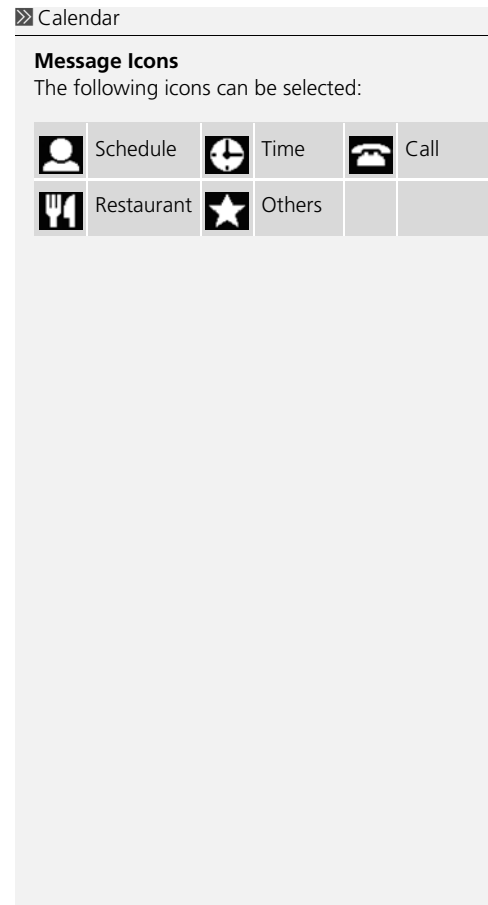 Calendar
Message Icons
The following icons can be selected:
Schedule Time Call
Restaurant Others